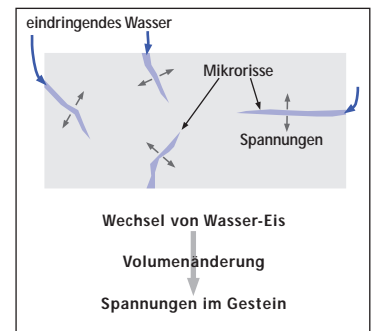 eindringendes Wasser
Mikrorisse
Spannungen
Wechsel von Wasser-Eis
Volumenänderung
Spannungen im Gestein